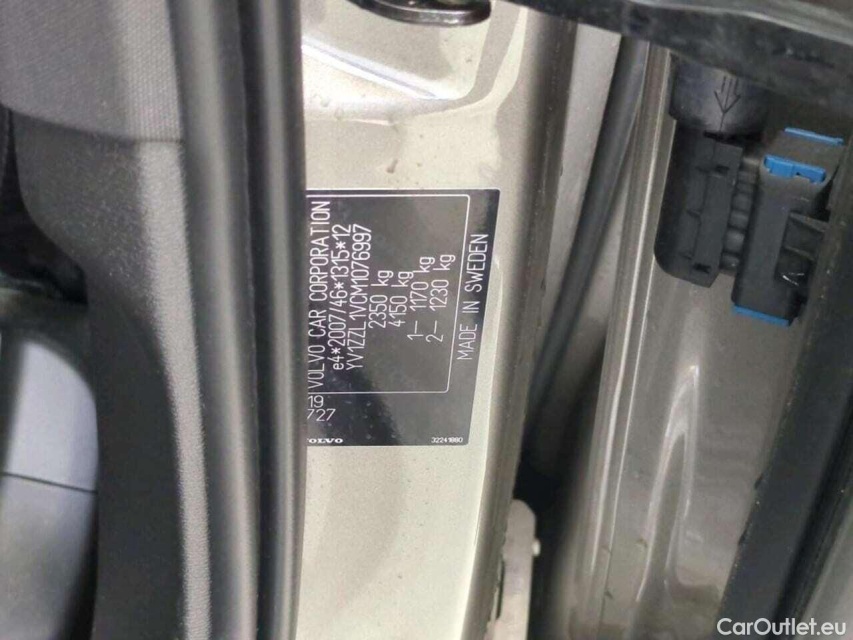 VOLVO CAR CORPORATION
e4*2007/46*1315*12
YV1ZZL1VCM1076997
2350 kg
4150 kg
1– 1170 kg
2– 1230 kg
MADE IN SWEDEN
19
727
VOLVO
32241880
CarOutlet.eu